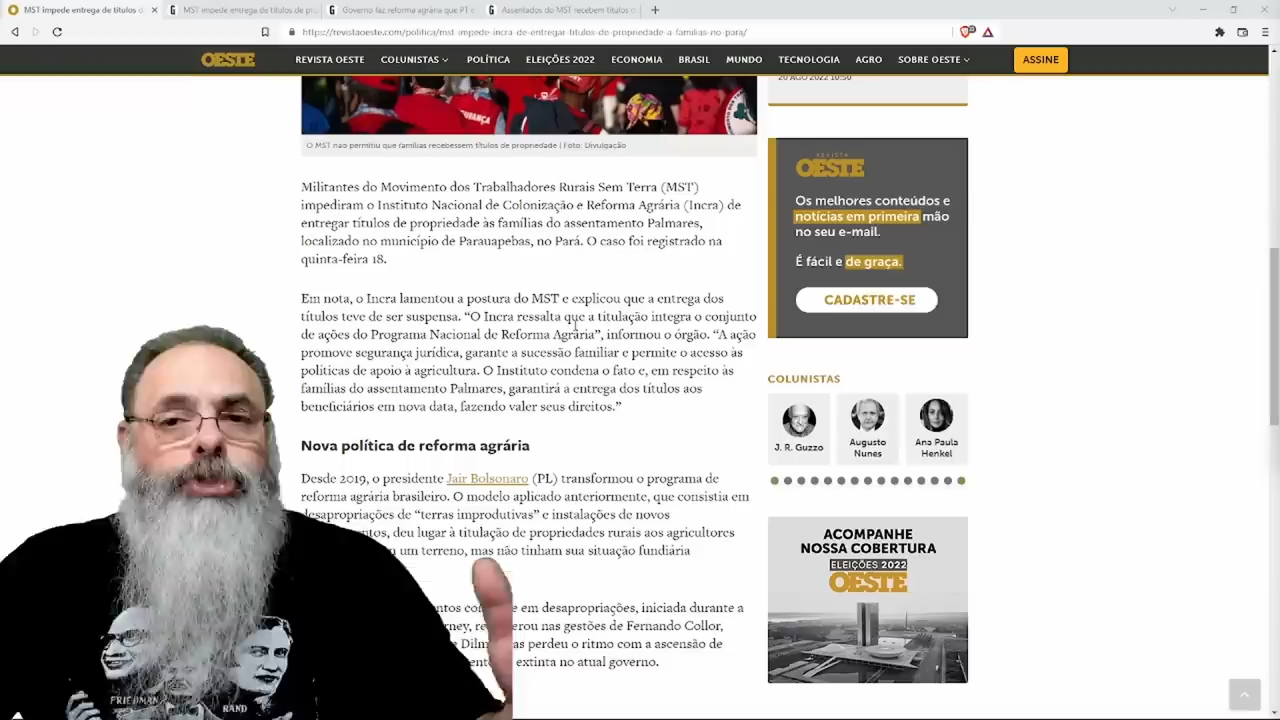 MST impede entrega de títulos d
MST impede entrega de títulos de pr
Governo faz reforma agrária que PT e
Assentados do MST recebem títulos o
https://revistaoeste.com/politica/mst-impede-incra-de-entregar-titulos-de-propriedade-a-familias-no-para/
OESTE
REVISTA OESTE
COLUNISTAS
POLÍTICA
ELEIÇÕES 2022
ECONOMIA
BRASIL
MUNDO
TECNOLOGIA
AGRO
SOBRE OESTE
ASSINE
20 AGO 2022 10:50
O MST não permitiu que famílias recebessem títulos de propriedade | Foto: Divulgação
Militantes do Movimento dos Trabalhadores Rurais Sem Terra (MST)
impediram o Instituto Nacional de Colonização e Reforma Agrária (Incra) de
entregar títulos de propriedade às famílias do assentamento Palmares,
localizado no município de Parauapebas, no Pará. O caso foi registrado na
quinta-feira 18.
Em nota, o Incra lamentou a postura do MST e explicou que a entrega dos
títulos teve de ser suspensa. “O Incra ressalta que a titulação integra o conjunto
de ações do Programa Nacional de Reforma Agrária”, informou o órgão. “A ação
promove segurança jurídica, garante a sucessão familiar e permite o acesso às
políticas de apoio à agricultura. O Instituto condena o fato e, em respeito às
famílias do assentamento Palmares, garantirá a entrega dos títulos aos
beneficiários em nova data, fazendo valer seus direitos.”
Nova política de reforma agrária
Desde 2019, o presidente Jair Bolsonaro (PL) transformou o programa de
reforma agrária brasileiro. O modelo aplicado anteriormente, que consistia em
desapropriações de “terras improdutivas” e instalações de novos
ntos, deu lugar à titulação de propriedades rurais aos agricultores
um terreno, mas não tinham sua situação fundiária
ntos com e em desapropriações, iniciada durante a
rney, re erou nas gestões de Fernando Collor,
e Dilm as perdeu o ritmo com a ascensão de
ent extinta no atual governo.
REVISTA
OESTE
Os melhores conteúdos e
notícias em primeira mão
no seu e-mail.
É fácil e de graça.
CADASTRE-SE
COLUNISTAS
J. R. Guzzo
Augusto
Nunes
Ana Paula
Henkel
ACOMPANHE
NOSSA COBERTURA
ELEIÇÕES 2022
OESTE
FRIEDMAN
RAND